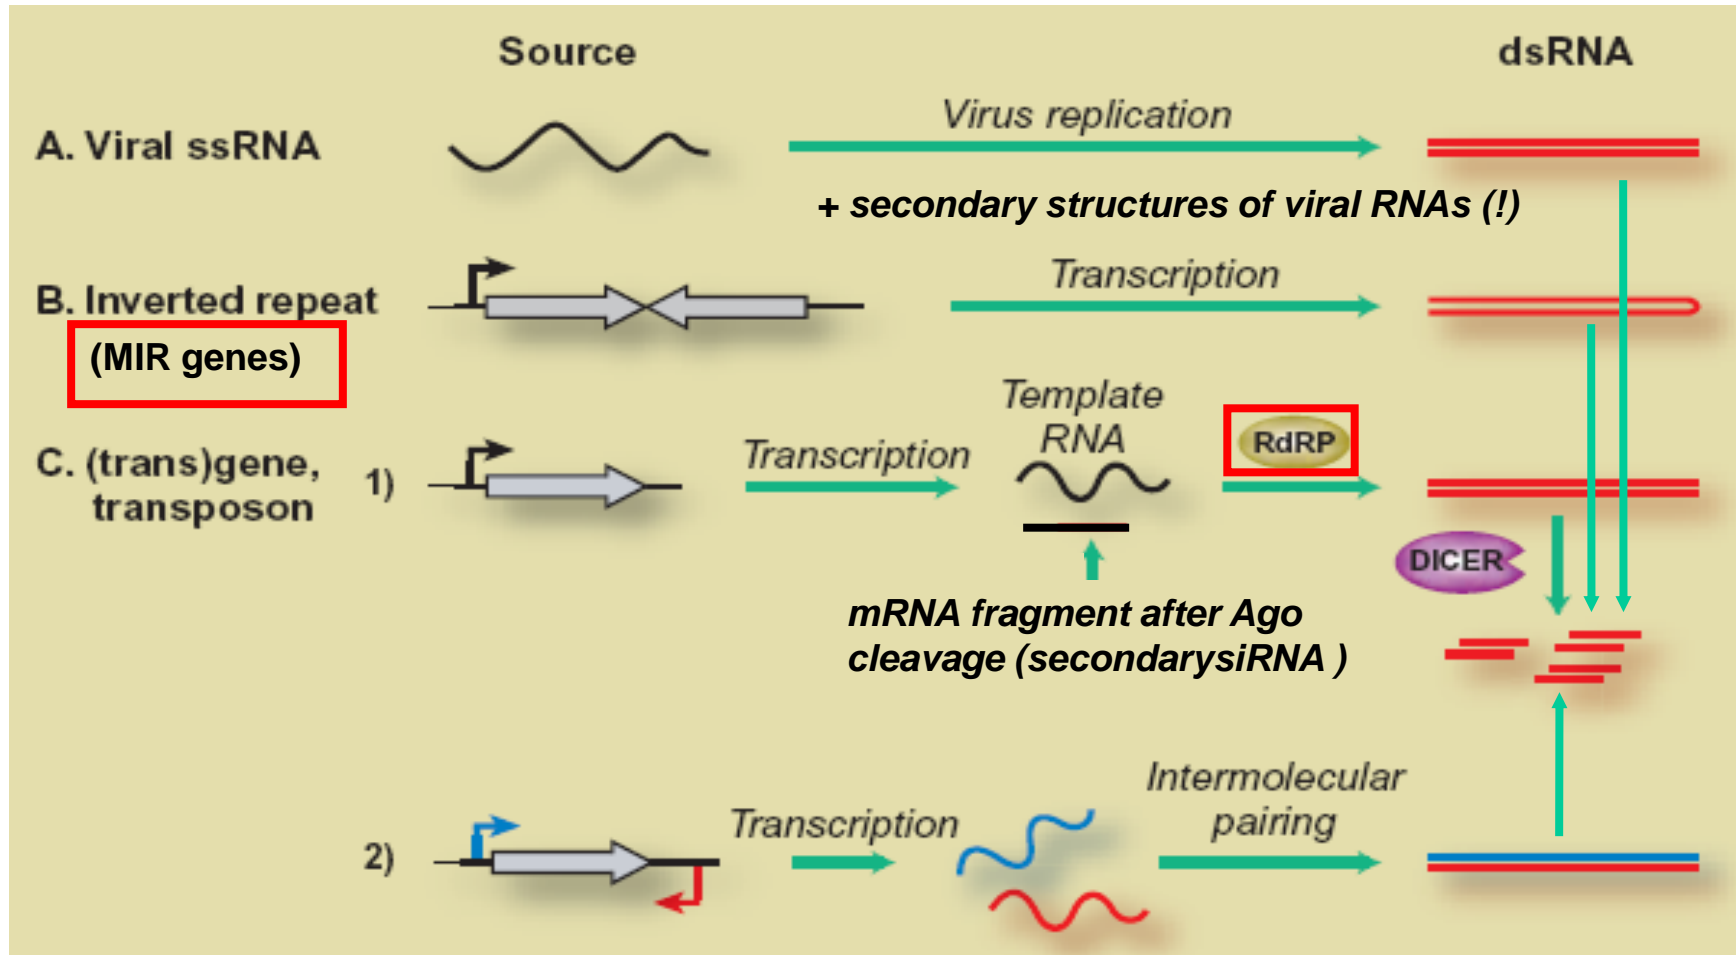 Source
dsRNA
A. Viral ssRNA
Virus replication
+ secondary structures of viral RNAs (!)
B. Inverted repeat
(MIR genes)
Transcription
C. (trans)gene,
transposon
1)
Transcription
Template
RNA
RdRP
DICER
mRNA fragment after Ago
cleavage (secondarysiRNA )
2)
Transcription
Intermolecular
pairing